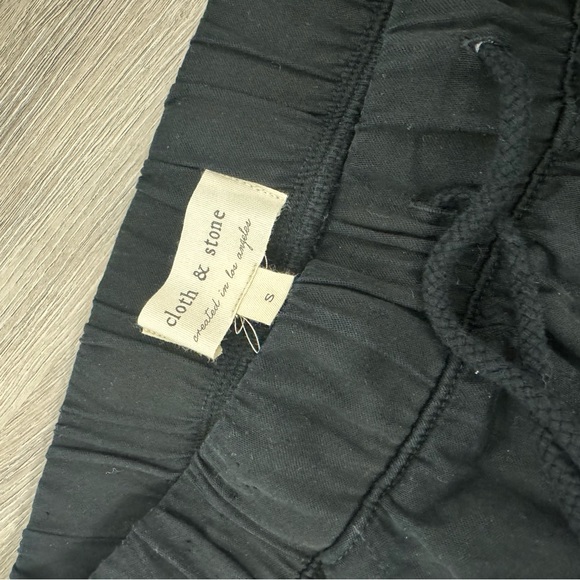 cloth & stone
created in los angeles
S